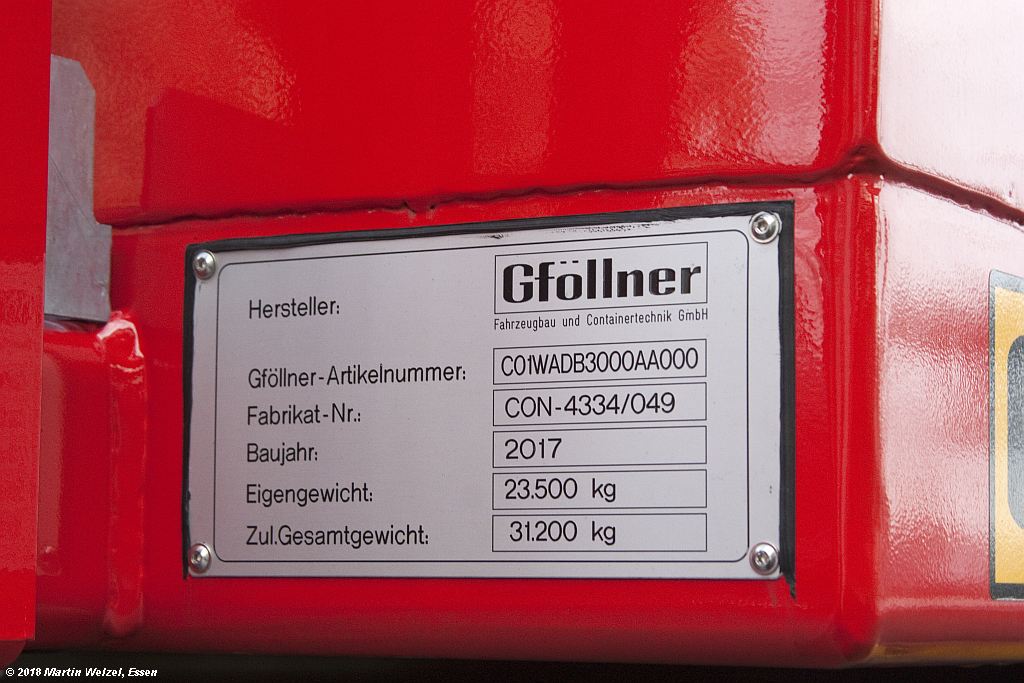 Hersteller: Gföllner
Fahrzeugbau und Containertechnik GmbH
Gföllner-Artikelnummer: C01WADB3000AA000
Fabrikat-Nr.: CON-4334/049
Baujahr: 2017
Eigengewicht: 23.500 kg
Zul.Gesamtgewicht: 31.200 kg
© 2018 Martin Welzel, Essen